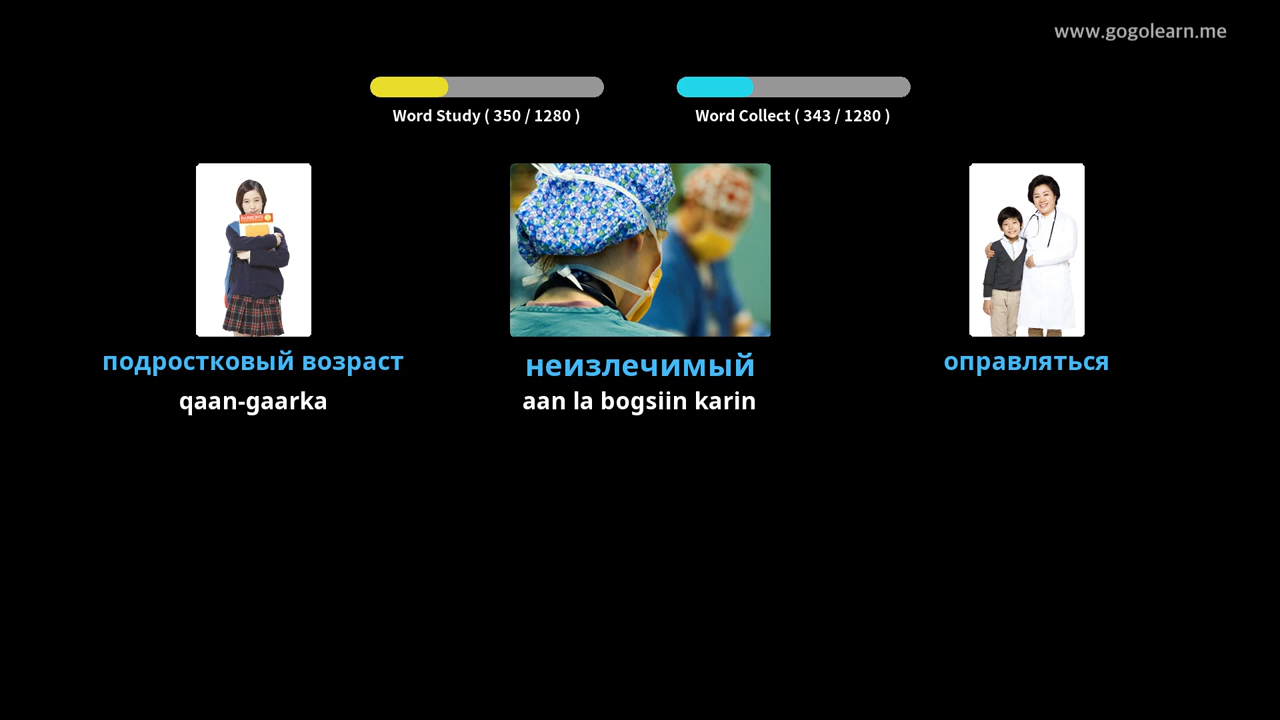 www.gogolearn.me
Word Study ( 350 / 1280 )
Word Collect ( 343 / 1280 )
BARRON'S
подростковый возраст
неизлечимый
оправляться
qaan-gaarka
aan la bogsiin karin